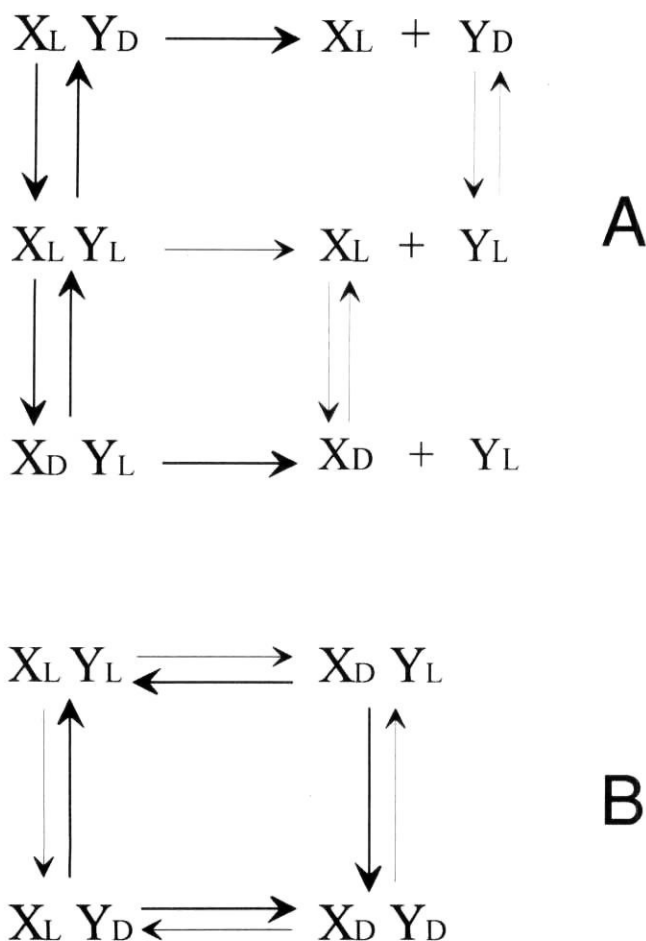 XL YD XL + YD
A
XL YL XL + YL
XD YL XD + YL
XL YL XD YL
B
XL YD XD YD